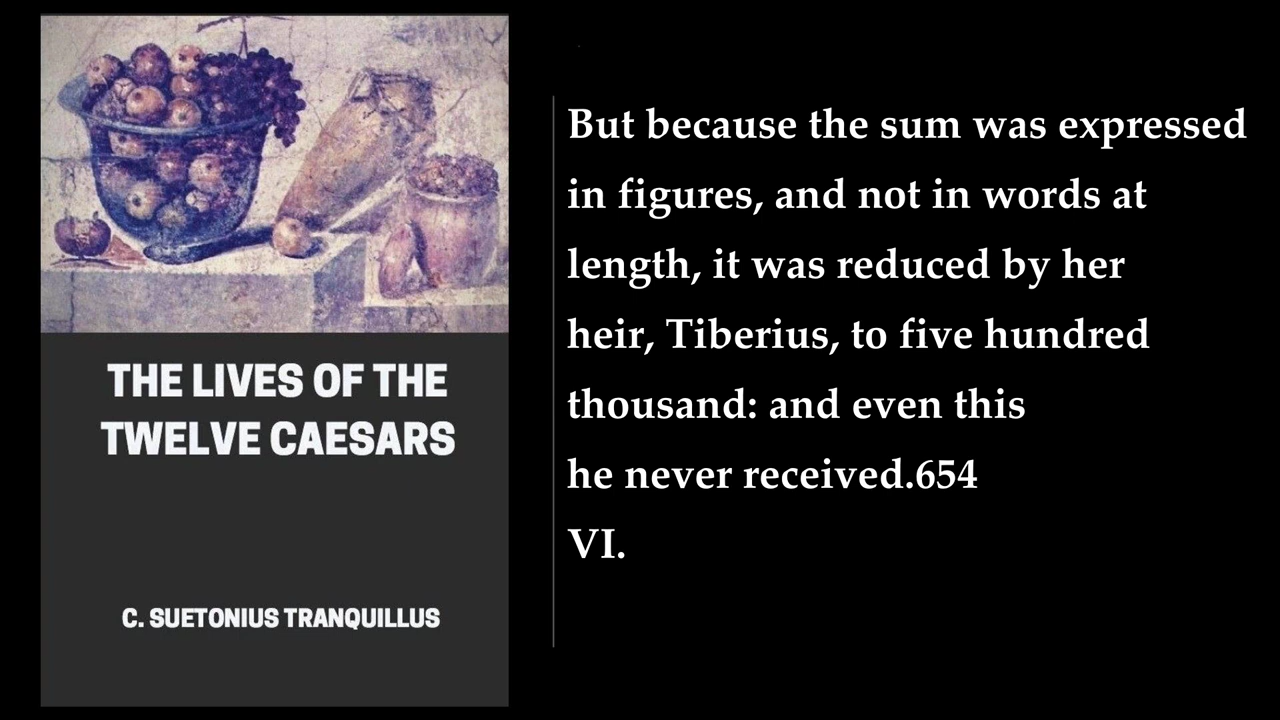 THE LIVES OF THE
TWELVE CAESARS
C. SUETONIUS TRANQUILLUS
But because the sum was expressed
in figures, and not in words at
length, it was reduced by her
heir, Tiberius, to five hundred
thousand: and even this
he never received.654
VI.